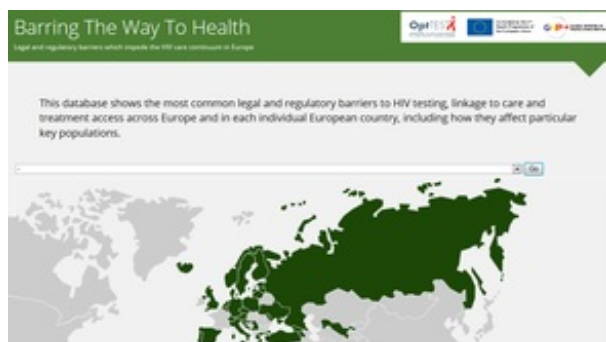 Barring The Way To Health
Legal and regulatory barriers which impede the HIV care continuum in Europe
OptTEST
This database shows the most common legal and regulatory barriers to HIV testing, linkage to care and
treatment access across Europe and in each individual European country, including how they affect particular
key populations.
Go